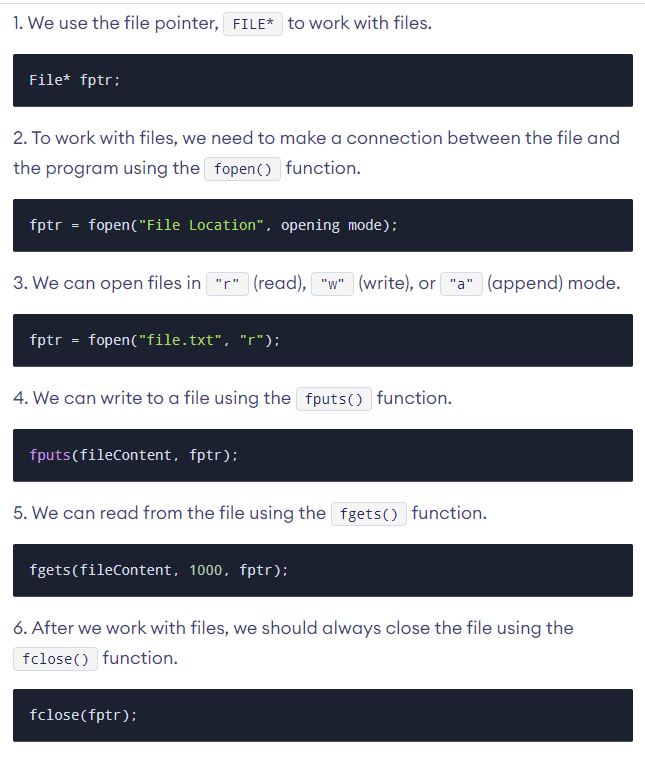 1. We use the file pointer, FILE* to work with files.
File* fptr;
2. To work with files, we need to make a connection between the file and
the program using the fopen() function.
fptr = fopen("File Location", opening mode);
3. We can open files in "r" (read), "w" (write), or "a" (append) mode.
fptr = fopen("file.txt", "r");
4. We can write to a file using the fputs() function.
fputs(fileContent, fptr);
5. We can read from the file using the fgets() function.
fgets(fileContent, 1000, fptr);
6. After we work with files, we should always close the file using the
fclose() function.
fclose(fptr);